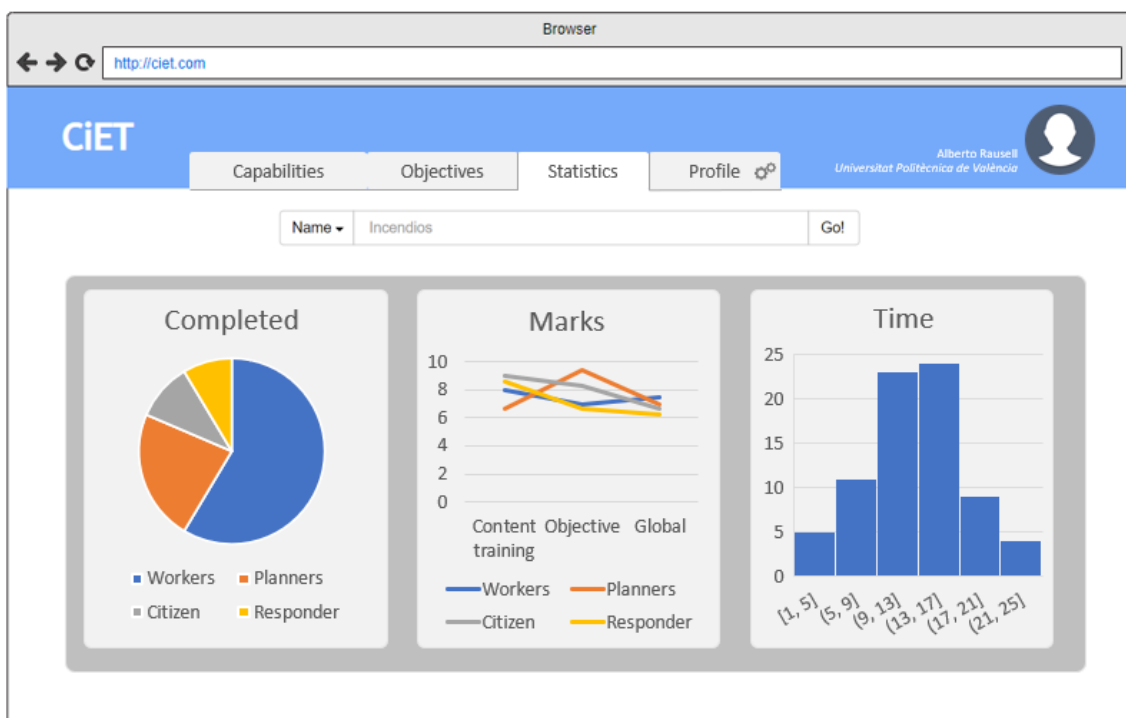 Browser
http://ciet.com
CiET
Capabilities
Objectives
Statistics
Profile
Alberto Rausell
Universitat Politècnica de València
Name
Incendios
Go!
Completed
Workers
Planners
Citizen
Responder
Marks
10
8
6
4
2
0
Content Objective Global
training
Workers
Planners
Citizen
Responder
Time
25
20
15
10
5
0
[1, 5]
(5, 9]
(9, 13]
(13, 17]
(17, 21]
(21, 25]